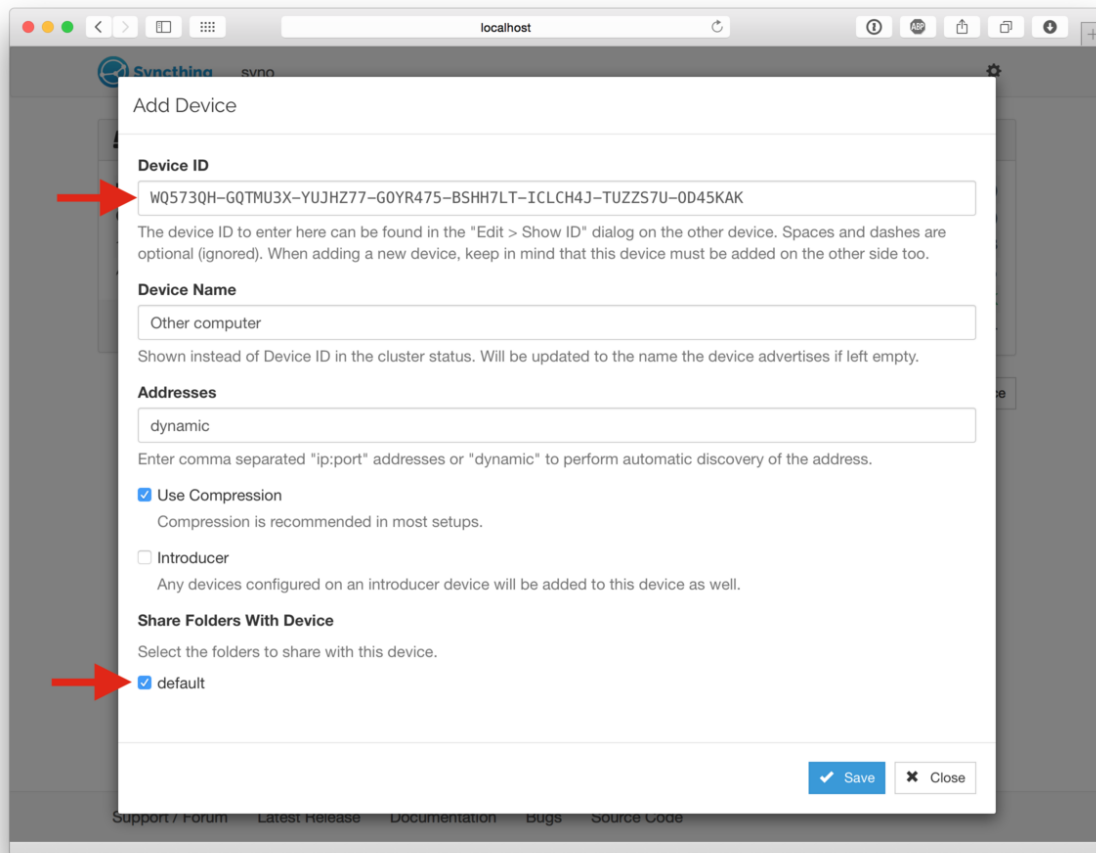 localhost
ABP
Syncthing syno
Add Device
Device ID
WQ573QH-GQTMU3X-YUJHZ77-GOYR475-BSHH7LT-ICLCH4J-TUZZS7U-OD45KAK
The device ID to enter here can be found in the "Edit > Show ID" dialog on the other device. Spaces and dashes are
optional (ignored). When adding a new device, keep in mind that this device must be added on the other side too.
Device Name
Other computer
Shown instead of Device ID in the cluster status. Will be updated to the name the device advertises if left empty.
Addresses
dynamic
Enter comma separated "ip:port" addresses or "dynamic" to perform automatic discovery of the address.
Use Compression
Compression is recommended in most setups.
Introducer
Any devices configured on an introducer device will be added to this device as well.
Share Folders With Device
Select the folders to share with this device.
default
Save Close
Support / Forum Latest Release Documentation Bugs Source Code